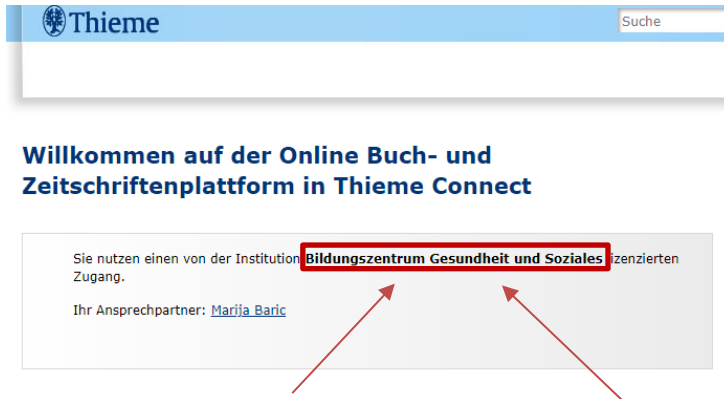 Thieme
Suche
Willkommen auf der Online Buch- und
Zeitschriftenplattform in Thieme Connect
Sie nutzen einen von der Institution Bildungszentrum Gesundheit und Soziales izenzierten
Zugang.
Ihr Ansprechpartner: Marija Baric